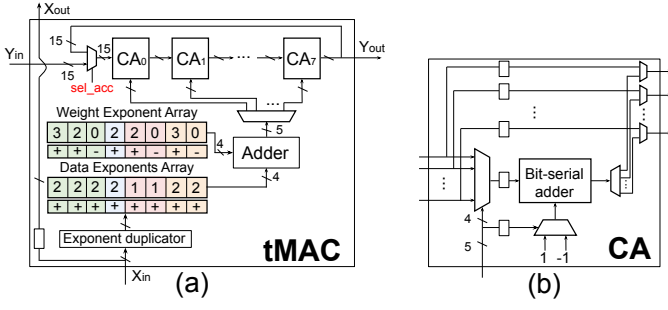 Xout
15
15
Yin
15
sel_acc
CA0
CA1
...
CA7
Yout
Weight Exponent Array
3 2 0 2 2 0 3 0
+ + - + + - + -
5
4
Adder
Data Exponents Array
4
2 2 2 2 1 1 2 2
+ + + + + + + +
Exponent duplicator
tMAC
Xin
(a)
...
...
Bit-serial
adder
...
4
5
1 -1
CA
(b)